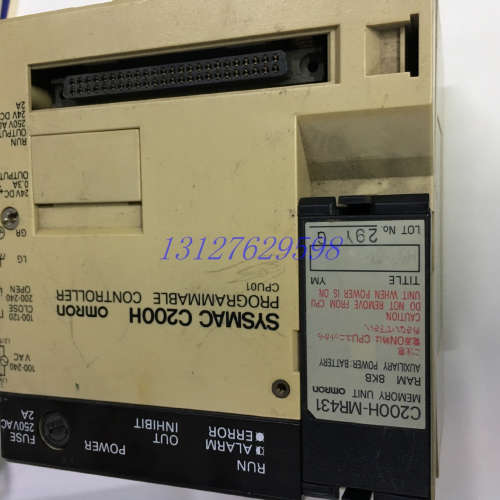 SYSMAC C200H
PROGRAMMABLE CONTROLLER OMRON
CPU01
RUN
ALARM
ERROR
OUT
INHIBIT
POWER
FUSE
250V AC
2A
C200H-MR431
MEMORY UNIT OMRON
RAM 8KB
AUXILIARY POWER: BATTERY
CAUTION
DO NOT REMOVE FROM CPU
UNIT WHEN POWER IS ON
TITLE
YM
LOT No. 29Y G
VAC
100-240
100-120
CLOSE
200-240
OPEN
LG
GR
24V DC
0.3A
OUTPUT
RUN
OUTPUT
250V AC
24V DC
2A
13127629598